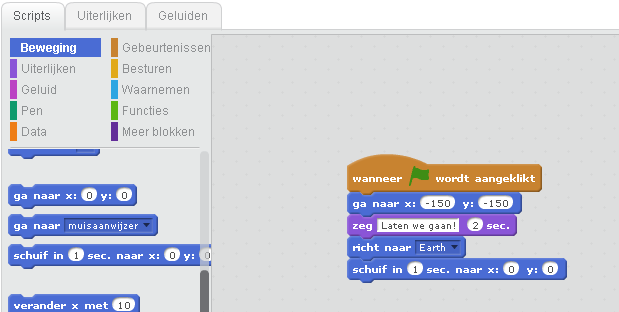 Scripts Uiterlijken Geluiden
Beweging Gebeurtenissen
Uiterlijken Besturen
Geluid Waarnemen
Pen Functies
Data Meer blokken
ga naar x: 0 y: 0
ga naar muisaanwijzer
schuif in 1 sec. naar x: 0 y: 0
verander x met 10
wanneer wordt aangeklikt
ga naar x: -150 y: -150
zeg Laten we gaan! 2 sec.
richt naar Earth
schuif in 1 sec. naar x: 0 y: 0